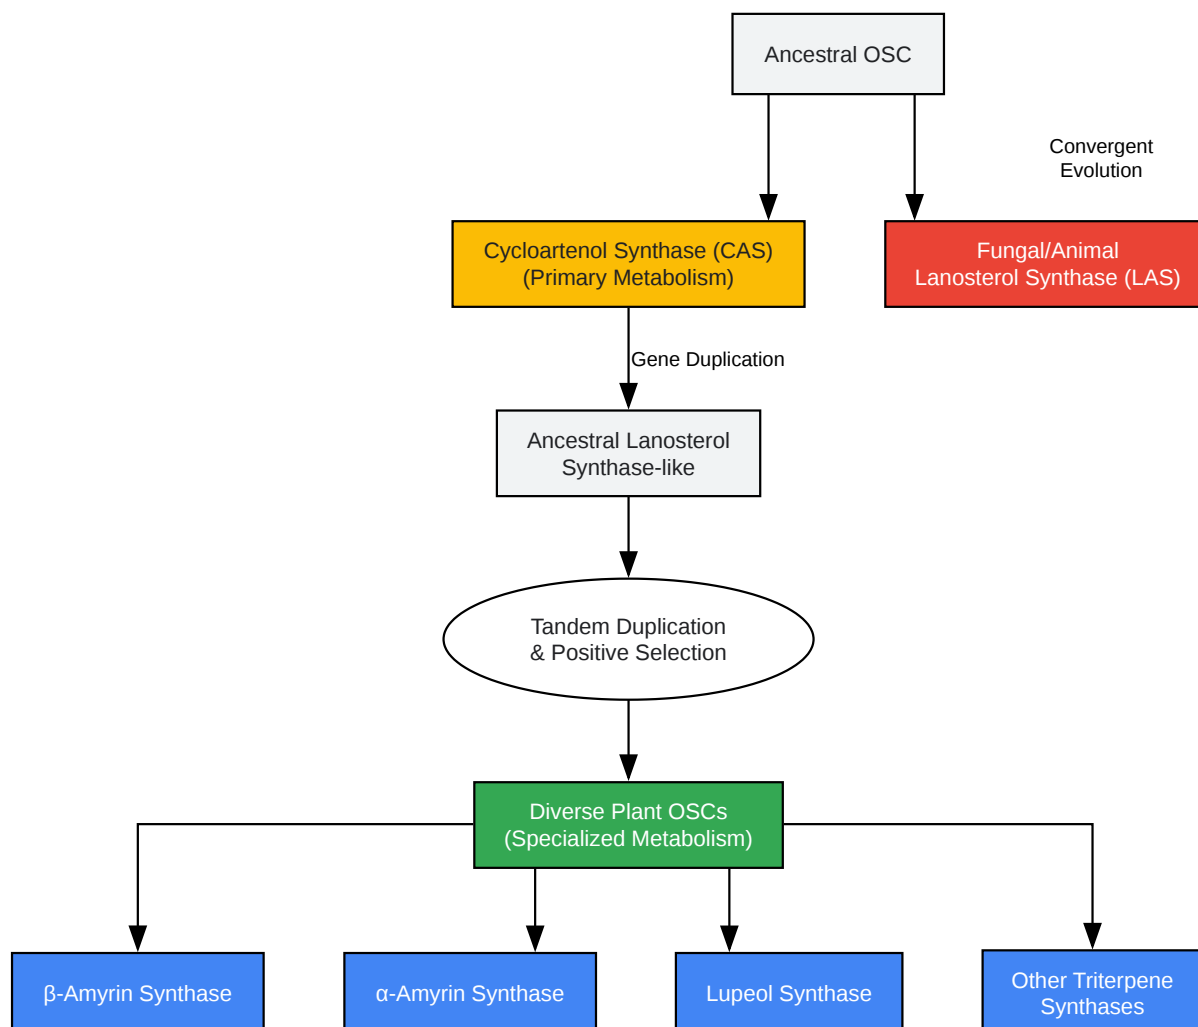 Ancestral OSC
Convergent
Evolution
Cycloartenol Synthase (CAS)
(Primary Metabolism)
Fungal/Animal
Lanosterol Synthase (LAS)
Gene Duplication
Ancestral Lanosterol
Synthase-like
Tandem Duplication
& Positive Selection
Diverse Plant OSCs
(Specialized Metabolism)
β-Amyrin Synthase
α-Amyrin Synthase
Lupeol Synthase
Other Triterpene
Synthases